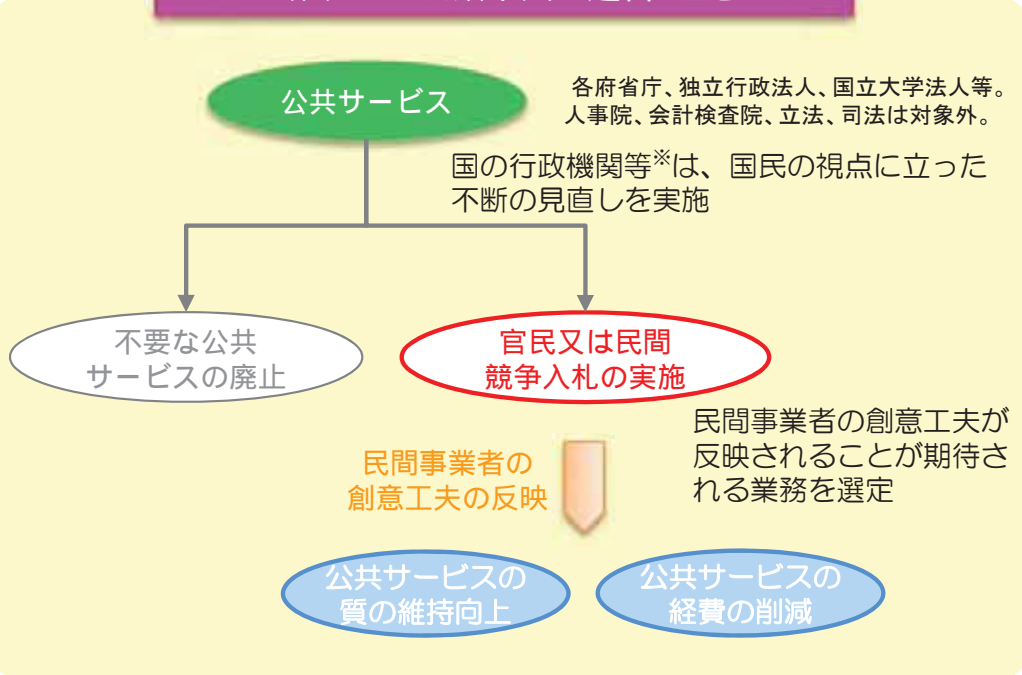 公共サービス
各府省庁、独立行政法人、国立大学法人等。
人事院、会計検査院、立法、司法は対象外。
国の行政機関等※は、国民の視点に立った
不断の見直しを実施
不要な公共
サービスの廃止
官民又は民間
競争入札の実施
民間事業者の創意工夫が
反映されることが期待さ
れる業務を選定
民間事業者の
創意工夫の反映
公共サービスの
質の維持向上
公共サービスの
経費の削減